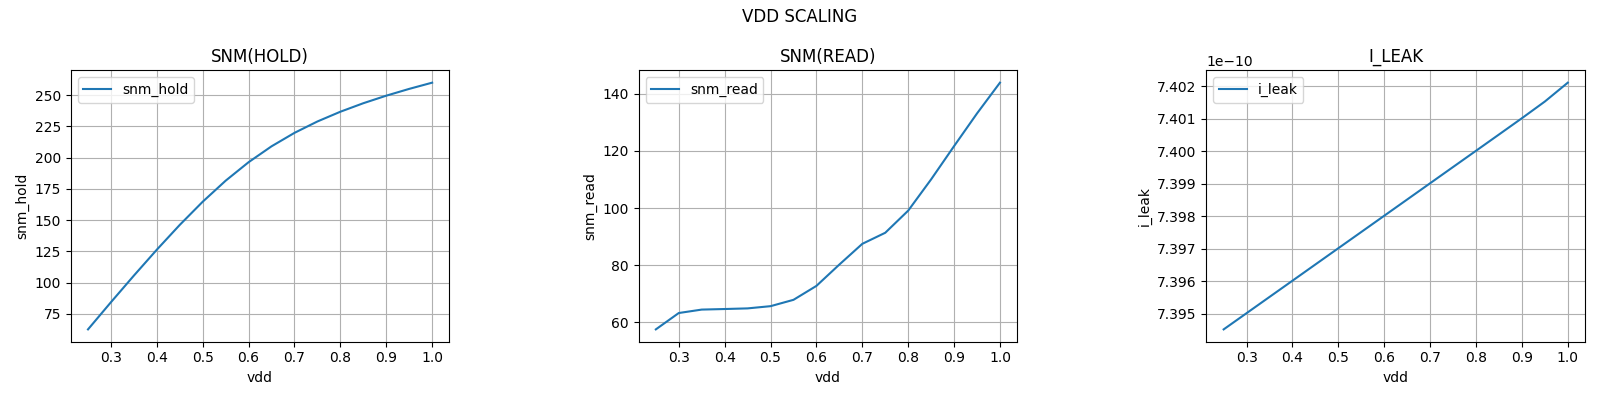 VDD SCALING
SNM(HOLD)
snm_hold
250
225
200
175
150
125
100
75
snm_hold
0.3 0.4 0.5 0.6 0.7 0.8 0.9 1.0
vdd
SNM(READ)
snm_read
140
120
100
80
60
snm_read
0.3 0.4 0.5 0.6 0.7 0.8 0.9 1.0
vdd
I_LEAK
1e−10
i_leak
7.402
7.401
7.400
7.399
7.398
7.397
7.396
7.395
i_leak
0.3 0.4 0.5 0.6 0.7 0.8 0.9 1.0
vdd